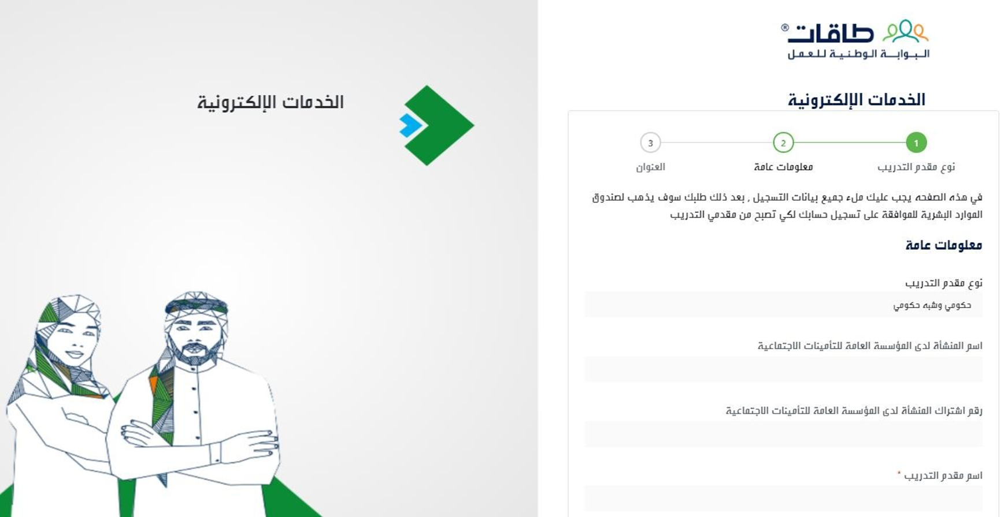 طاقات®
البوابة الوطنية للعمل
الخدمات الإلكترونية
1
2
3
نوع مقدم التدريب
معلومات عامة
العنوان
في هذه الصفحه يجب عليك ملء جميع بيانات التسجيل , بعد ذلك طلبك سوف يذهب لصندوق
الموارد البشرية للموافقة على تسجيل حسابك لكي تصبح من مقدمي التدريب
معلومات عامة
نوع مقدم التدريب
حكومي وشبه حكومي
اسم المنشأة لدى المؤسسة العامة للتأمينات الاجتماعية
رقم اشتراك المنشأة لدى المؤسسة العامة للتأمينات الاجتماعية
اسم مقدم التدريب *
الخدمات الإلكترونية